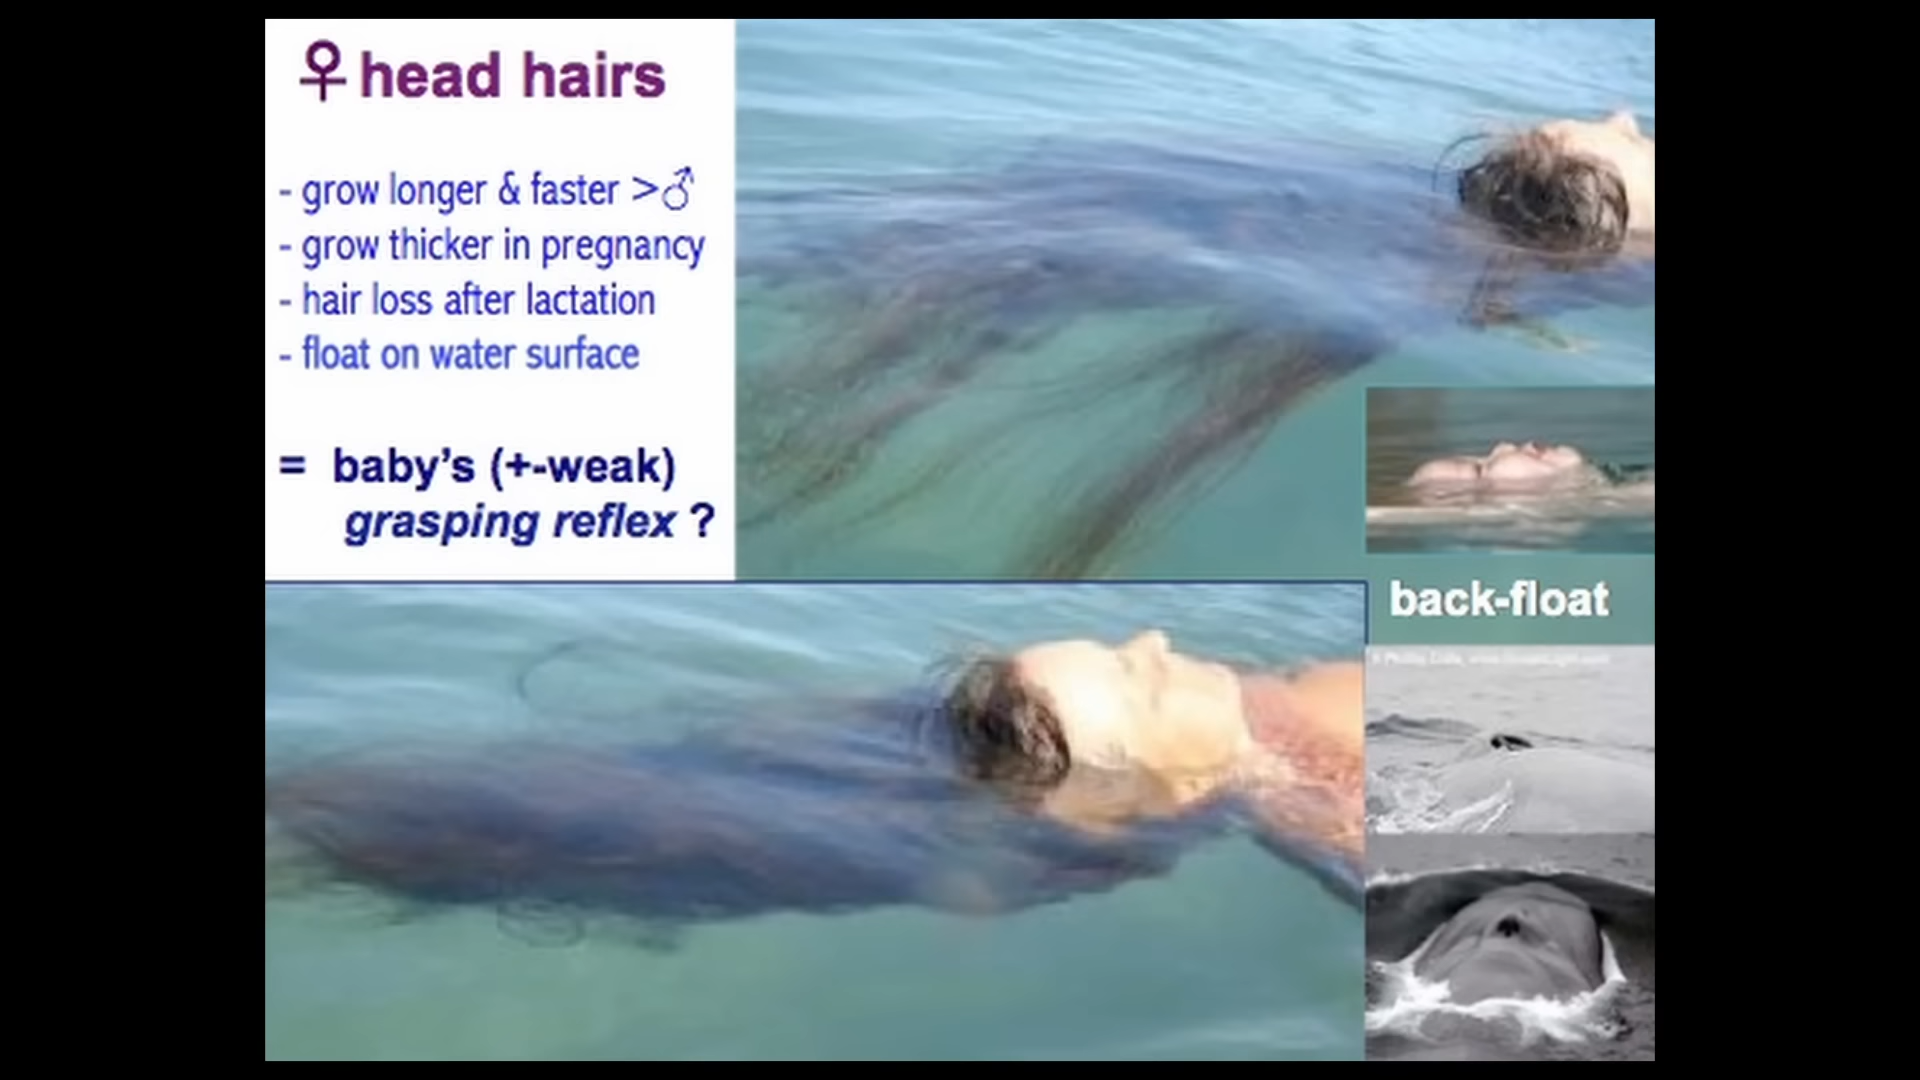 ♀ head hairs
- grow longer & faster >♂
- grow thicker in pregnancy
- hair loss after lactation
- float on water surface
= baby's (+-weak)
grasping reflex ?
back-float